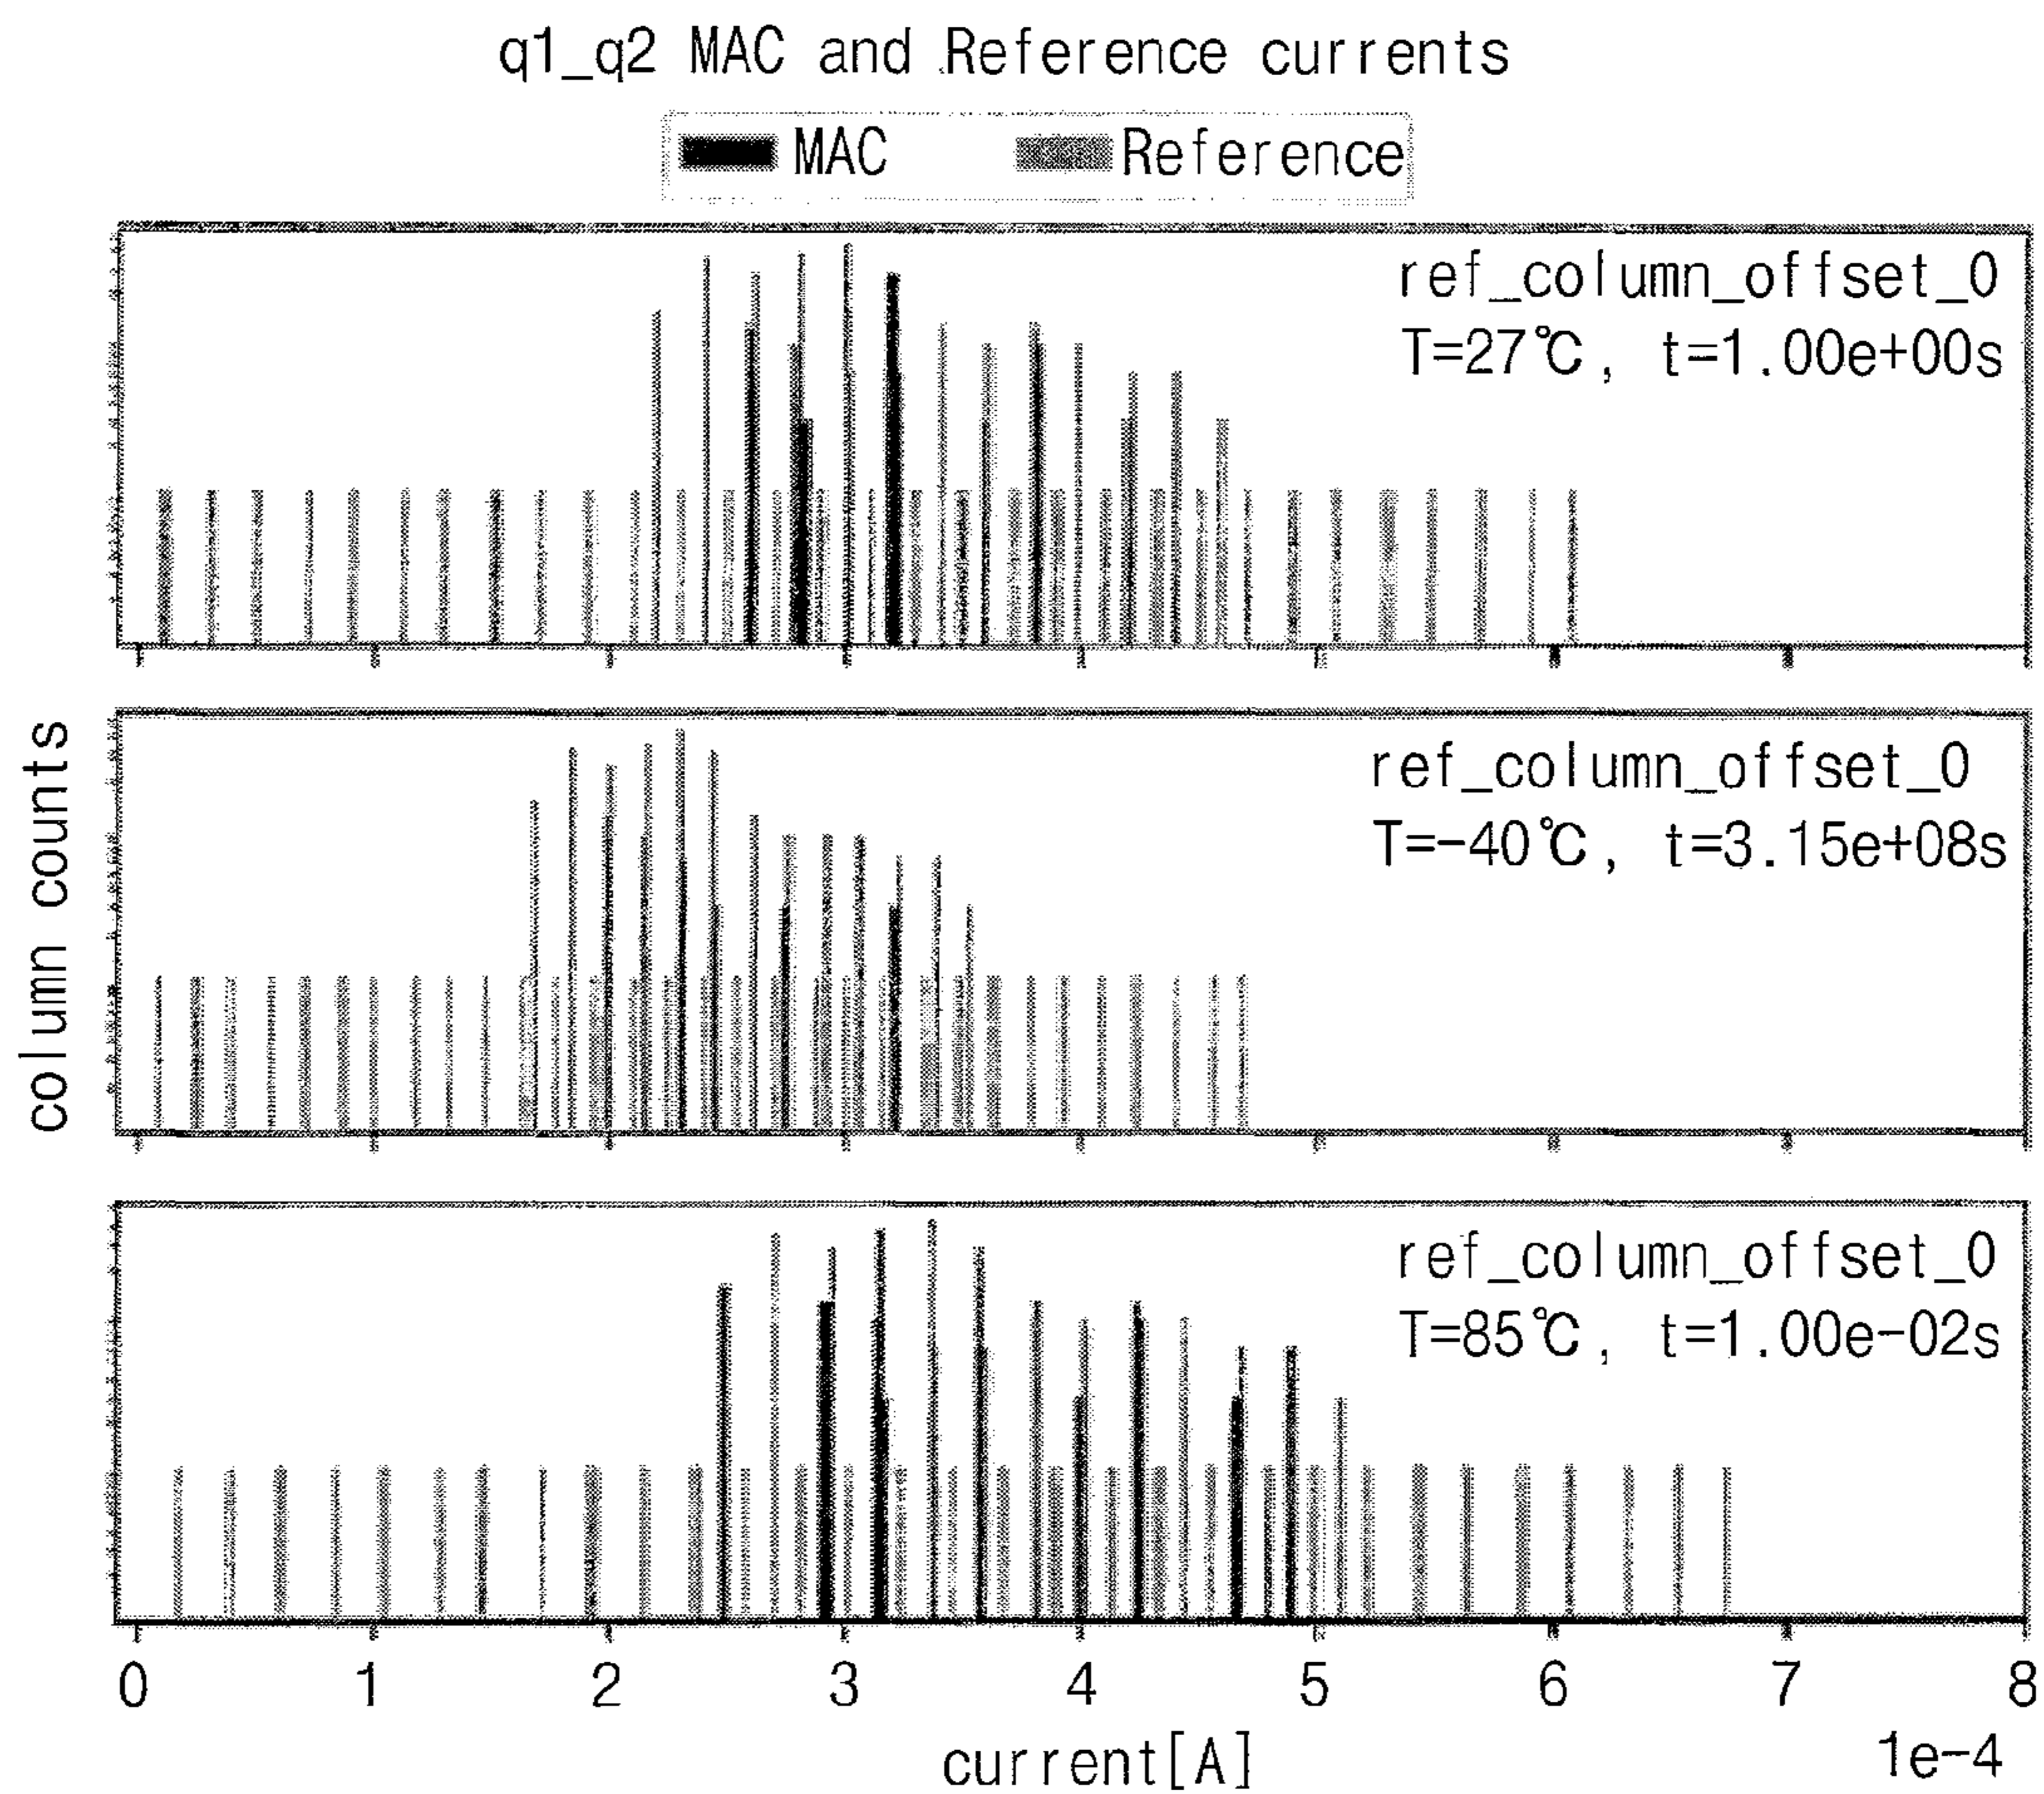 q1_q2 MAC and Reference currents
MAC Reference
ref_column_offset_0
T=27℃, t=1.00e+00s
column counts
ref_column_offset_0
T=-40℃, t=3.15e+08s
ref_column_offset_0
T=85℃, t=1.00e-02s
0 1 2 3 4 5 6 7 8
current[A]
1e-4